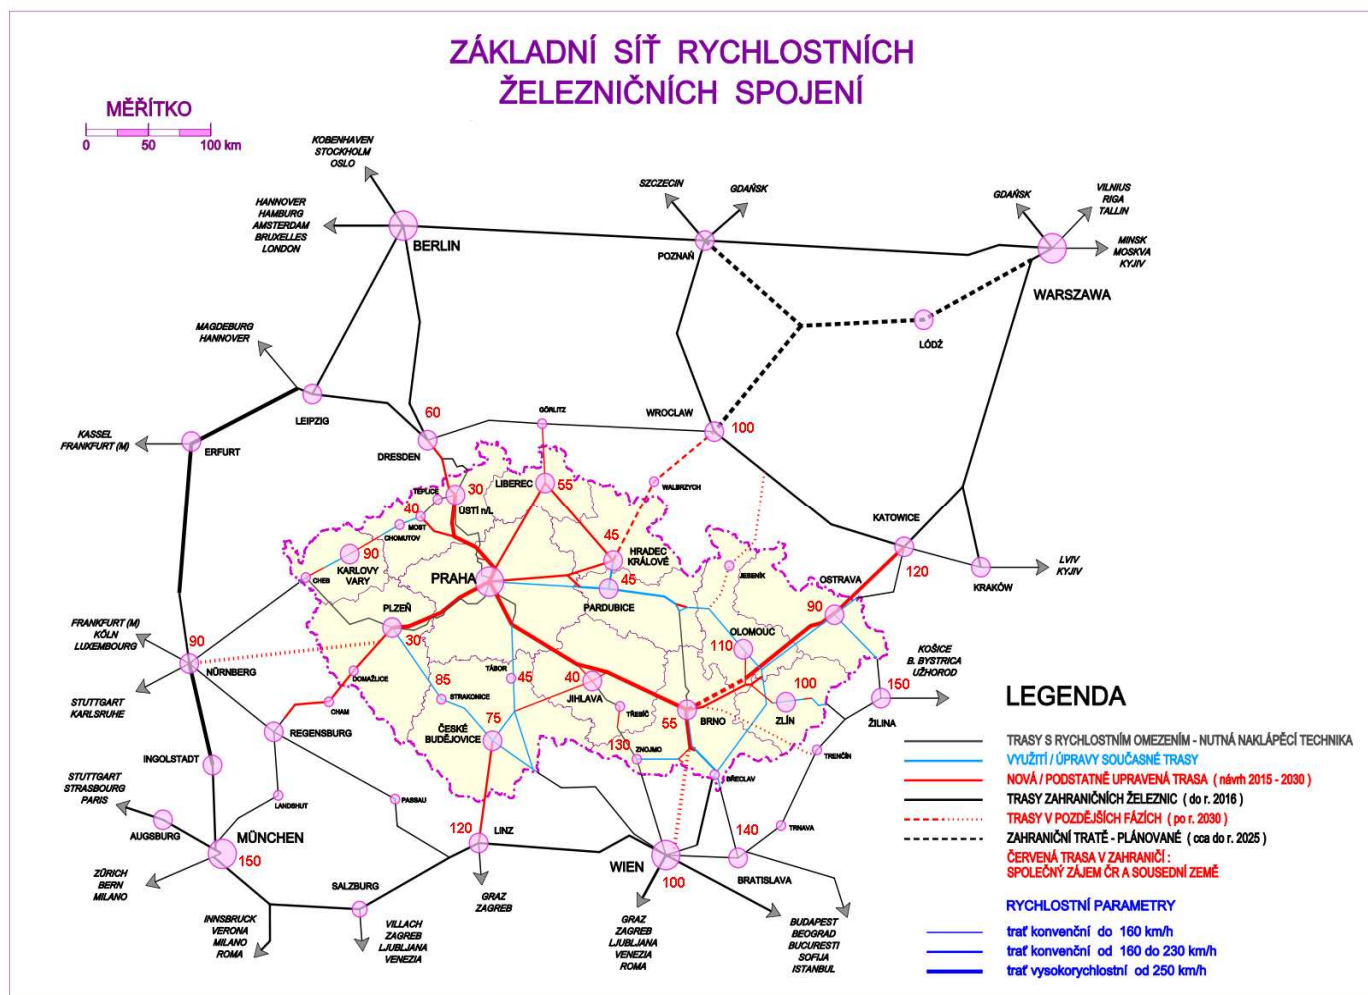 ZÁKLADNÍ SÍŤ RYCHLOSTNÍCH
ŽELEZNIČNÍCH SPOJENÍ
MĚŘÍTKO
0 50 100 km
KOBENHAVEN
STOCKHOLM
OSLO
HANNOVER
HAMBURG
AMSTERDAM
BRUXELLES
LONDON
BERLIN
SZCZECIN
GDAŃSK
POZNAŃ
GDAŃSK
VILNIUS
RIGA
TALLIN
MINSK
MOSKVA
KYJIV
WARSZAWA
LÓDŹ
MAGDEBURG
HANNOVER
LEIPZIG
KASSEL
FRANKFURT (M)
ERFURT
60
DRESDEN
GÖRLITZ
WROCLAW
100
WALBRZYCH
TEPLICE
30
ÚSTÍ n/L
LIBEREC
55
40
MOST
CHOMUTOV
90
KARLOVY
VARY
CHEB
PRAHA
45
HRADEC
KRÁLOVÉ
45
PARDUBICE
JESENÍK
KATOWICE
120
KRAKÓW
LVIV
KYJIV
OSTRAVA
90
PLZEŇ
30
FRANKFURT (M)
KÖLN
LUXEMBOURG
90
NÜRNBERG
STUTTGART
KARLSRUHE
DOMAŽLICE
CHAM
REGENSBURG
85
STRAKONICE
TÁBOR
45
40
JIHLAVA
TŘEBÍČ
OLOMOUC
110
100
ZLÍN
BRNO
55
150
ŽILINA
KOŠICE
B. BYSTRICA
UŽHOROD
75
ČESKÉ
BUDĚJOVICE
130
ZNOJMO
BŘECLAV
TRENČÍN
TRNAVA
INGOLSTADT
LANDSHUT
PASSAU
STUTTGART
STRASBOURG
PARIS
AUGSBURG
MÜNCHEN
150
ZÜRICH
BERN
MILANO
INNSBRUCK
VERONA
MILANO
ROMA
SALZBURG
VILLACH
ZAGREB
LJUBLJANA
VENEZIA
120
LINZ
GRAZ
ZAGREB
WIEN
100
140
BRATISLAVA
GRAZ
ZAGREB
LJUBLJANA
VENEZIA
ROMA
BUDAPEST
BEOGRAD
BUCURESTI
SOFIJA
ISTANBUL
LEGENDA
TRASY S RYCHLOSTNÍM OMEZENÍM - NUTNÁ NAKLÁPĚCÍ TECHNIKA
VYUŽITÍ / ÚPRAVY SOUČASNÉ TRASY
NOVÁ / PODSTATNĚ UPRAVENÁ TRASA ( návrh 2015 - 2030 )
TRASY ZAHRANIČNÍCH ŽELEZNIC ( do r. 2016 )
TRASY V POZDĚJŠÍCH FÁZÍCH ( po r. 2030 )
ZAHRANIČNÍ TRATĚ - PLÁNOVANÉ ( cca do r. 2025 )
ČERVENÁ TRASA V ZAHRANIČÍ :
SPOLEČNÝ ZÁJEM ČR A SOUSEDNÍ ZEMĚ
RYCHLOSTNÍ PARAMETRY
trať konvenční do 160 km/h
trať konvenční od 160 do 230 km/h
trať vysokorychlostní od 250 km/h